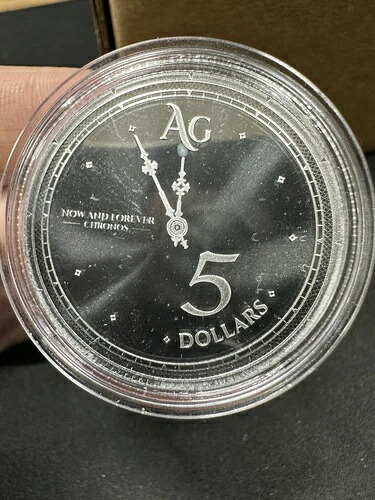 AG
NOW AND FOREVER
CHRONOS
5
DOLLARS